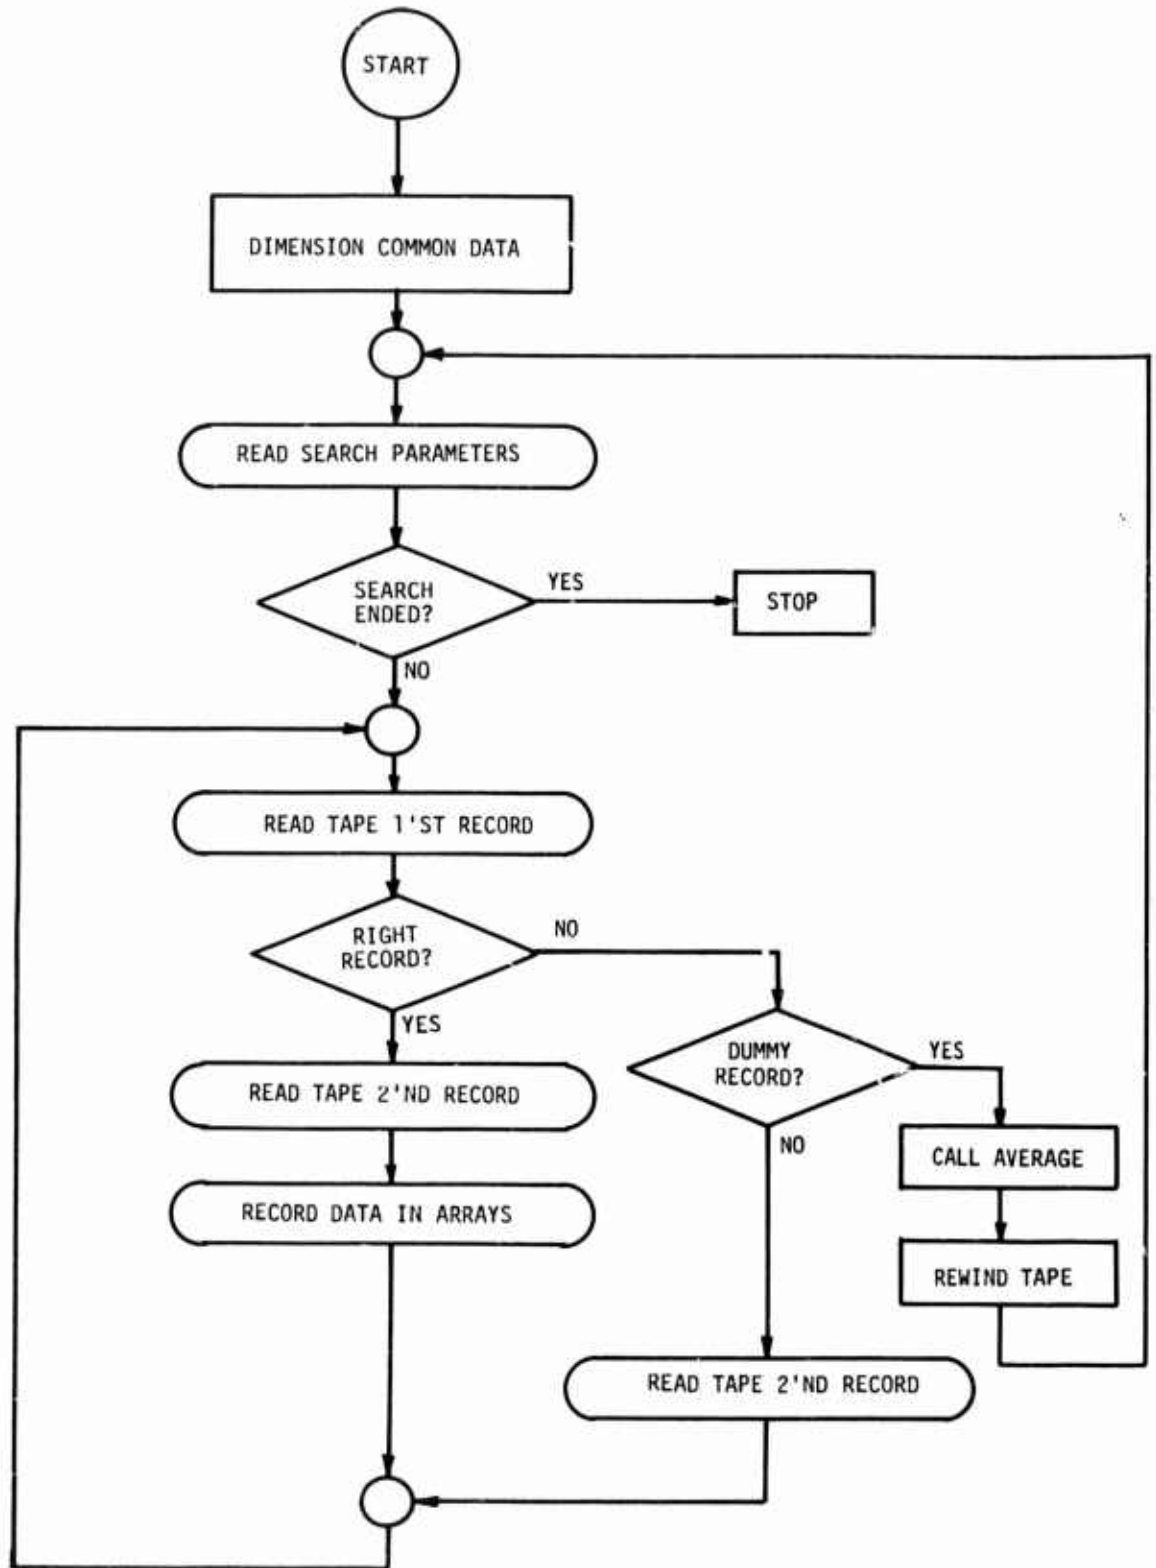 START
DIMENSION COMMON DATA
READ SEARCH PARAMETERS
SEARCH
ENDED?
YES
STOP
NO
READ TAPE 1'ST RECORD
RIGHT
RECORD?
NO
YES
DUMMY
RECORD?
YES
READ TAPE 2'ND RECORD
NO
CALL AVERAGE
RECORD DATA IN ARRAYS
REWIND TAPE
READ TAPE 2'ND RECORD